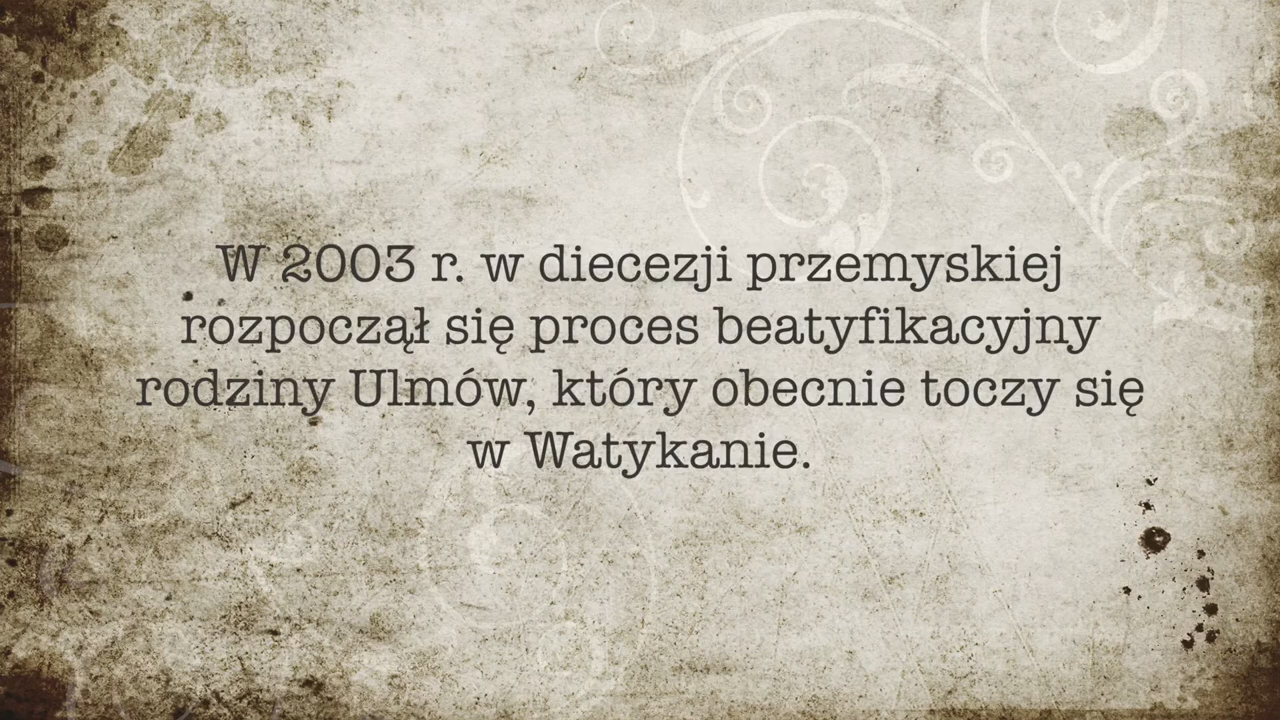 W 2003 r. w diecezji przemyskiej
rozpoczął się proces beatyfikacyjny
rodziny Ulmów, który obecnie toczy się
w Watykanie.